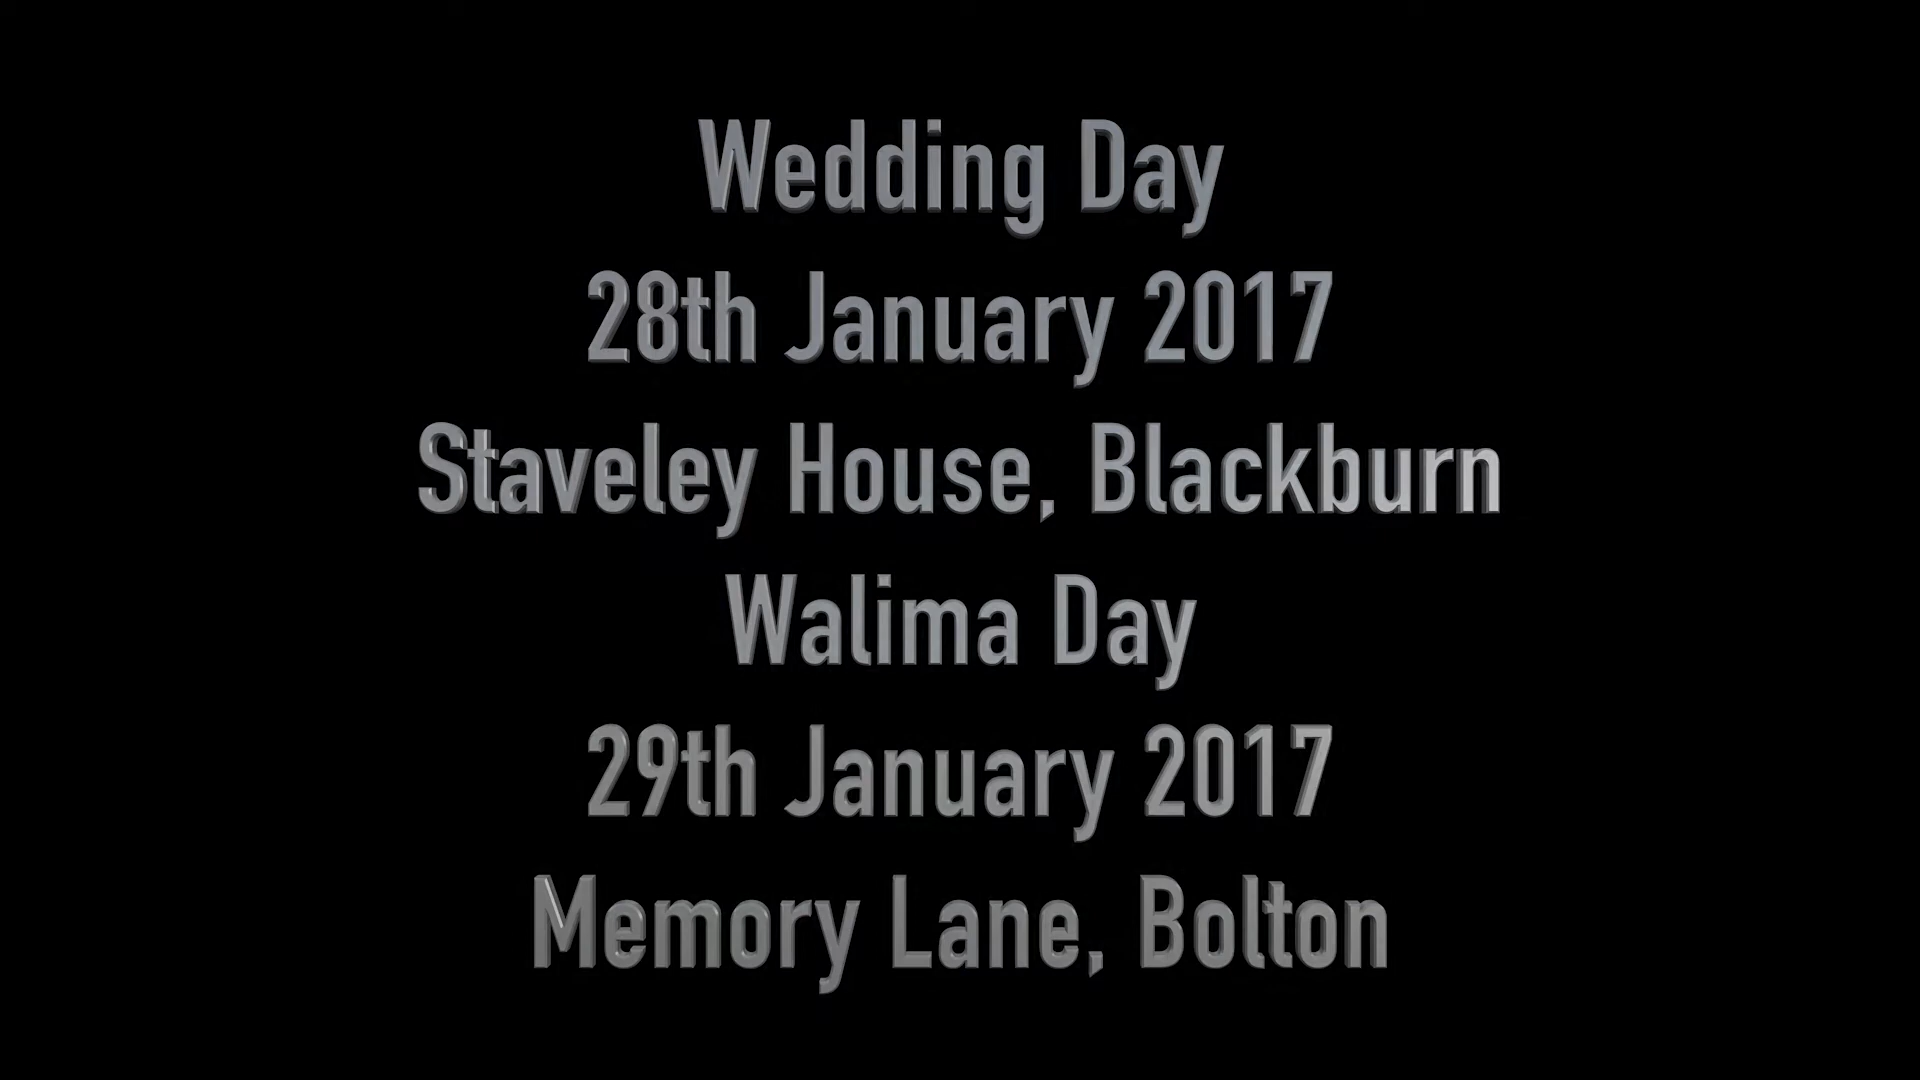 Wedding Day
28th January 2017
Staveley House, Blackburn
Walima Day
29th January 2017
Memory Lane, Bolton